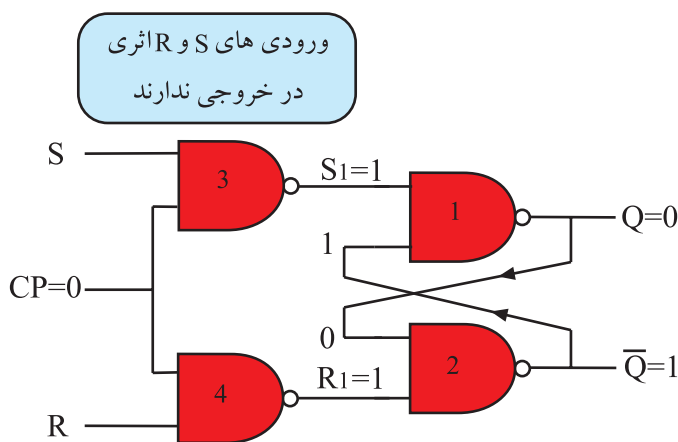 ورودی های S و R اثری
در خروجی ندارند
S
3
S1=1
1
Q=0
1
CP=0
0
R1=1
2
Q̅=1
4
R